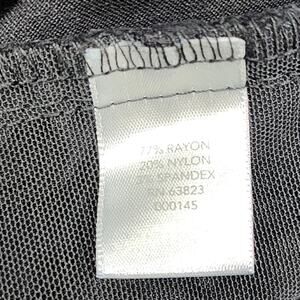 77% RAYON
20% NYLON
3% SPANDEX
RN 63823
000145